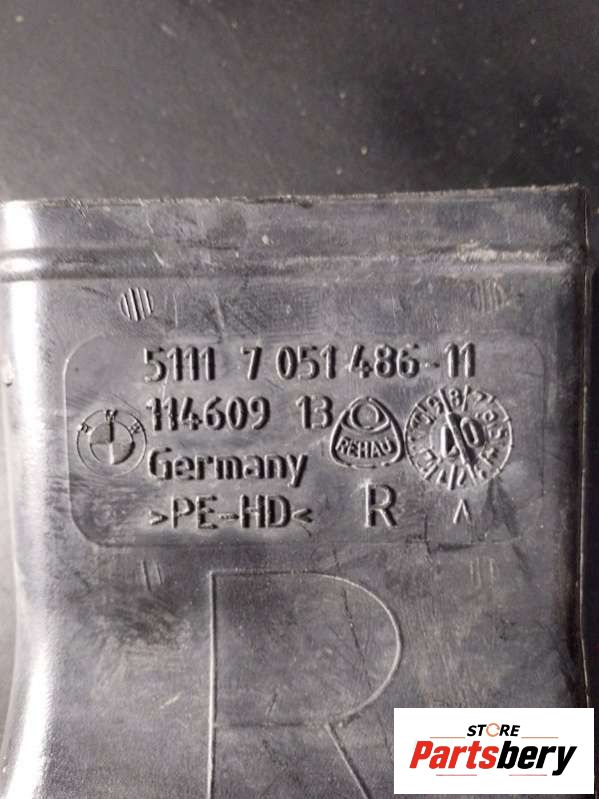 5111 7 051 486-11
114609 13 REHAU
Germany
>PE-HD< R
R
STORE
Partsbery